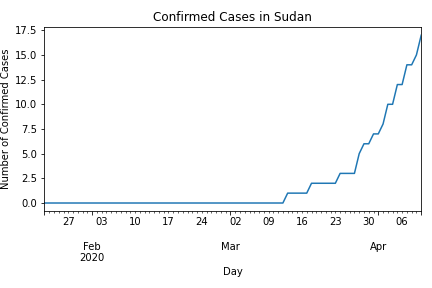 Confirmed Cases in Sudan
17.5
15.0
12.5
10.0
7.5
5.0
2.5
0.0
Number of Confirmed Cases
27 03 10 17 24 02 09 16 23 30 06
Feb Mar Apr
2020
Day